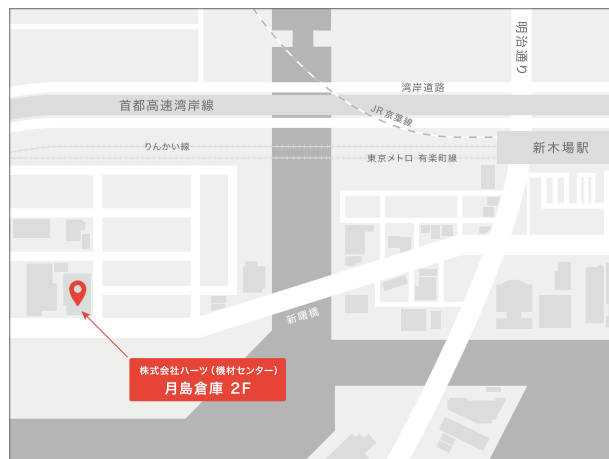 明治通り
湾岸道路
首都高速湾岸線
JR京葉線
りんかい線
東京メトロ 有楽町線
新木場駅
新曙橋
株式会社ハーツ（機材センター）
月島倉庫 2F